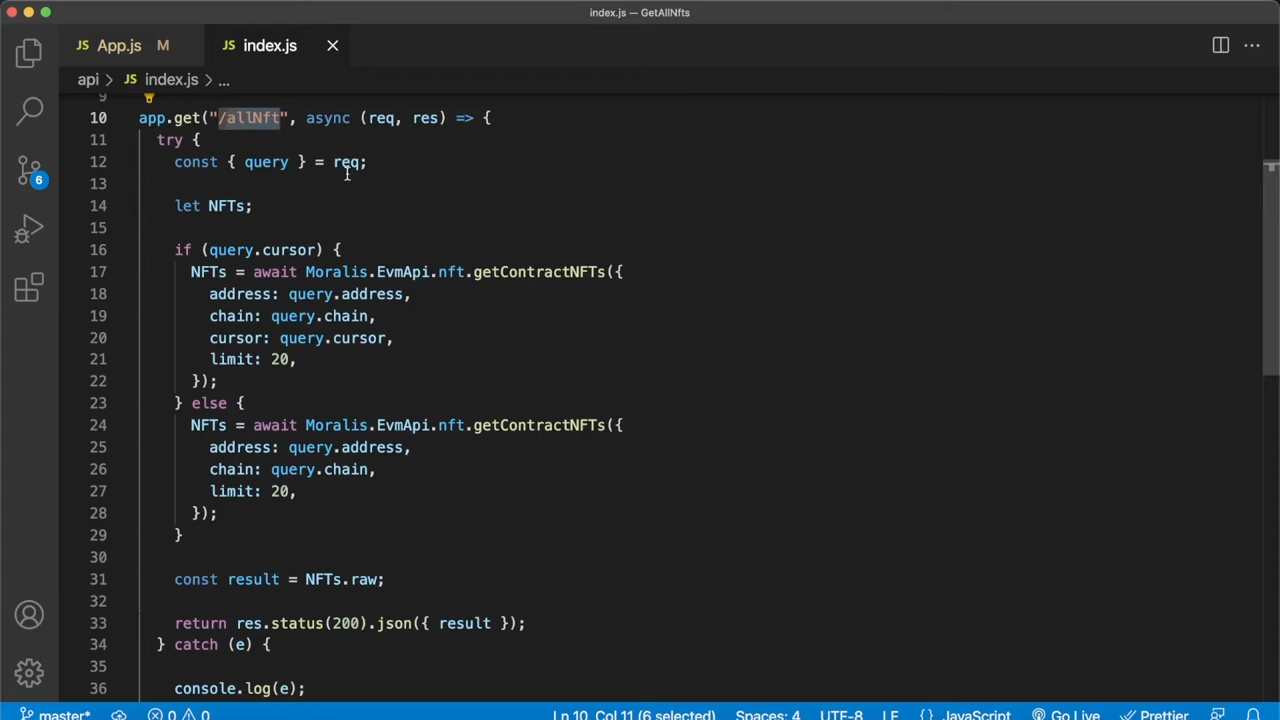 index.js — GetAllNfts
JS App.js M JS index.js
api > JS index.js > ...
9
10 app.get("/allNft", async (req, res) => {
11 try {
12 const { query } = req;
13
14 let NFTs;
15
16 if (query.cursor) {
17 NFTs = await Moralis.EvmApi.nft.getContractNFTs({
18 address: query.address,
19 chain: query.chain,
20 cursor: query.cursor,
21 limit: 20,
22 });
23 } else {
24 NFTs = await Moralis.EvmApi.nft.getContractNFTs({
25 address: query.address,
26 chain: query.chain,
27 limit: 20,
28 });
29 }
30
31 const result = NFTs.raw;
32
33 return res.status(200).json({ result });
34 } catch (e) {
35
36 console.log(e);
6
master* 0 0 Ln 10, Col 11 (6 selected) Spaces: 4 UTF-8 LF {} JavaScript Go Live Prettier